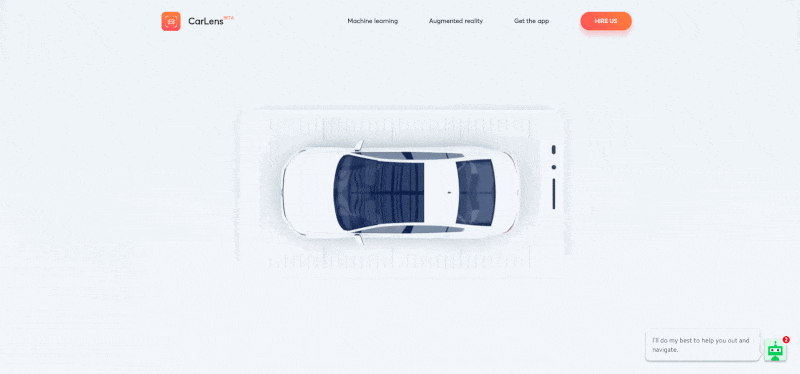 CarLens BETA
Machine learning
Augmented reality
Get the app
HIRE US
I'll do my best to help you out and
navigate.
2